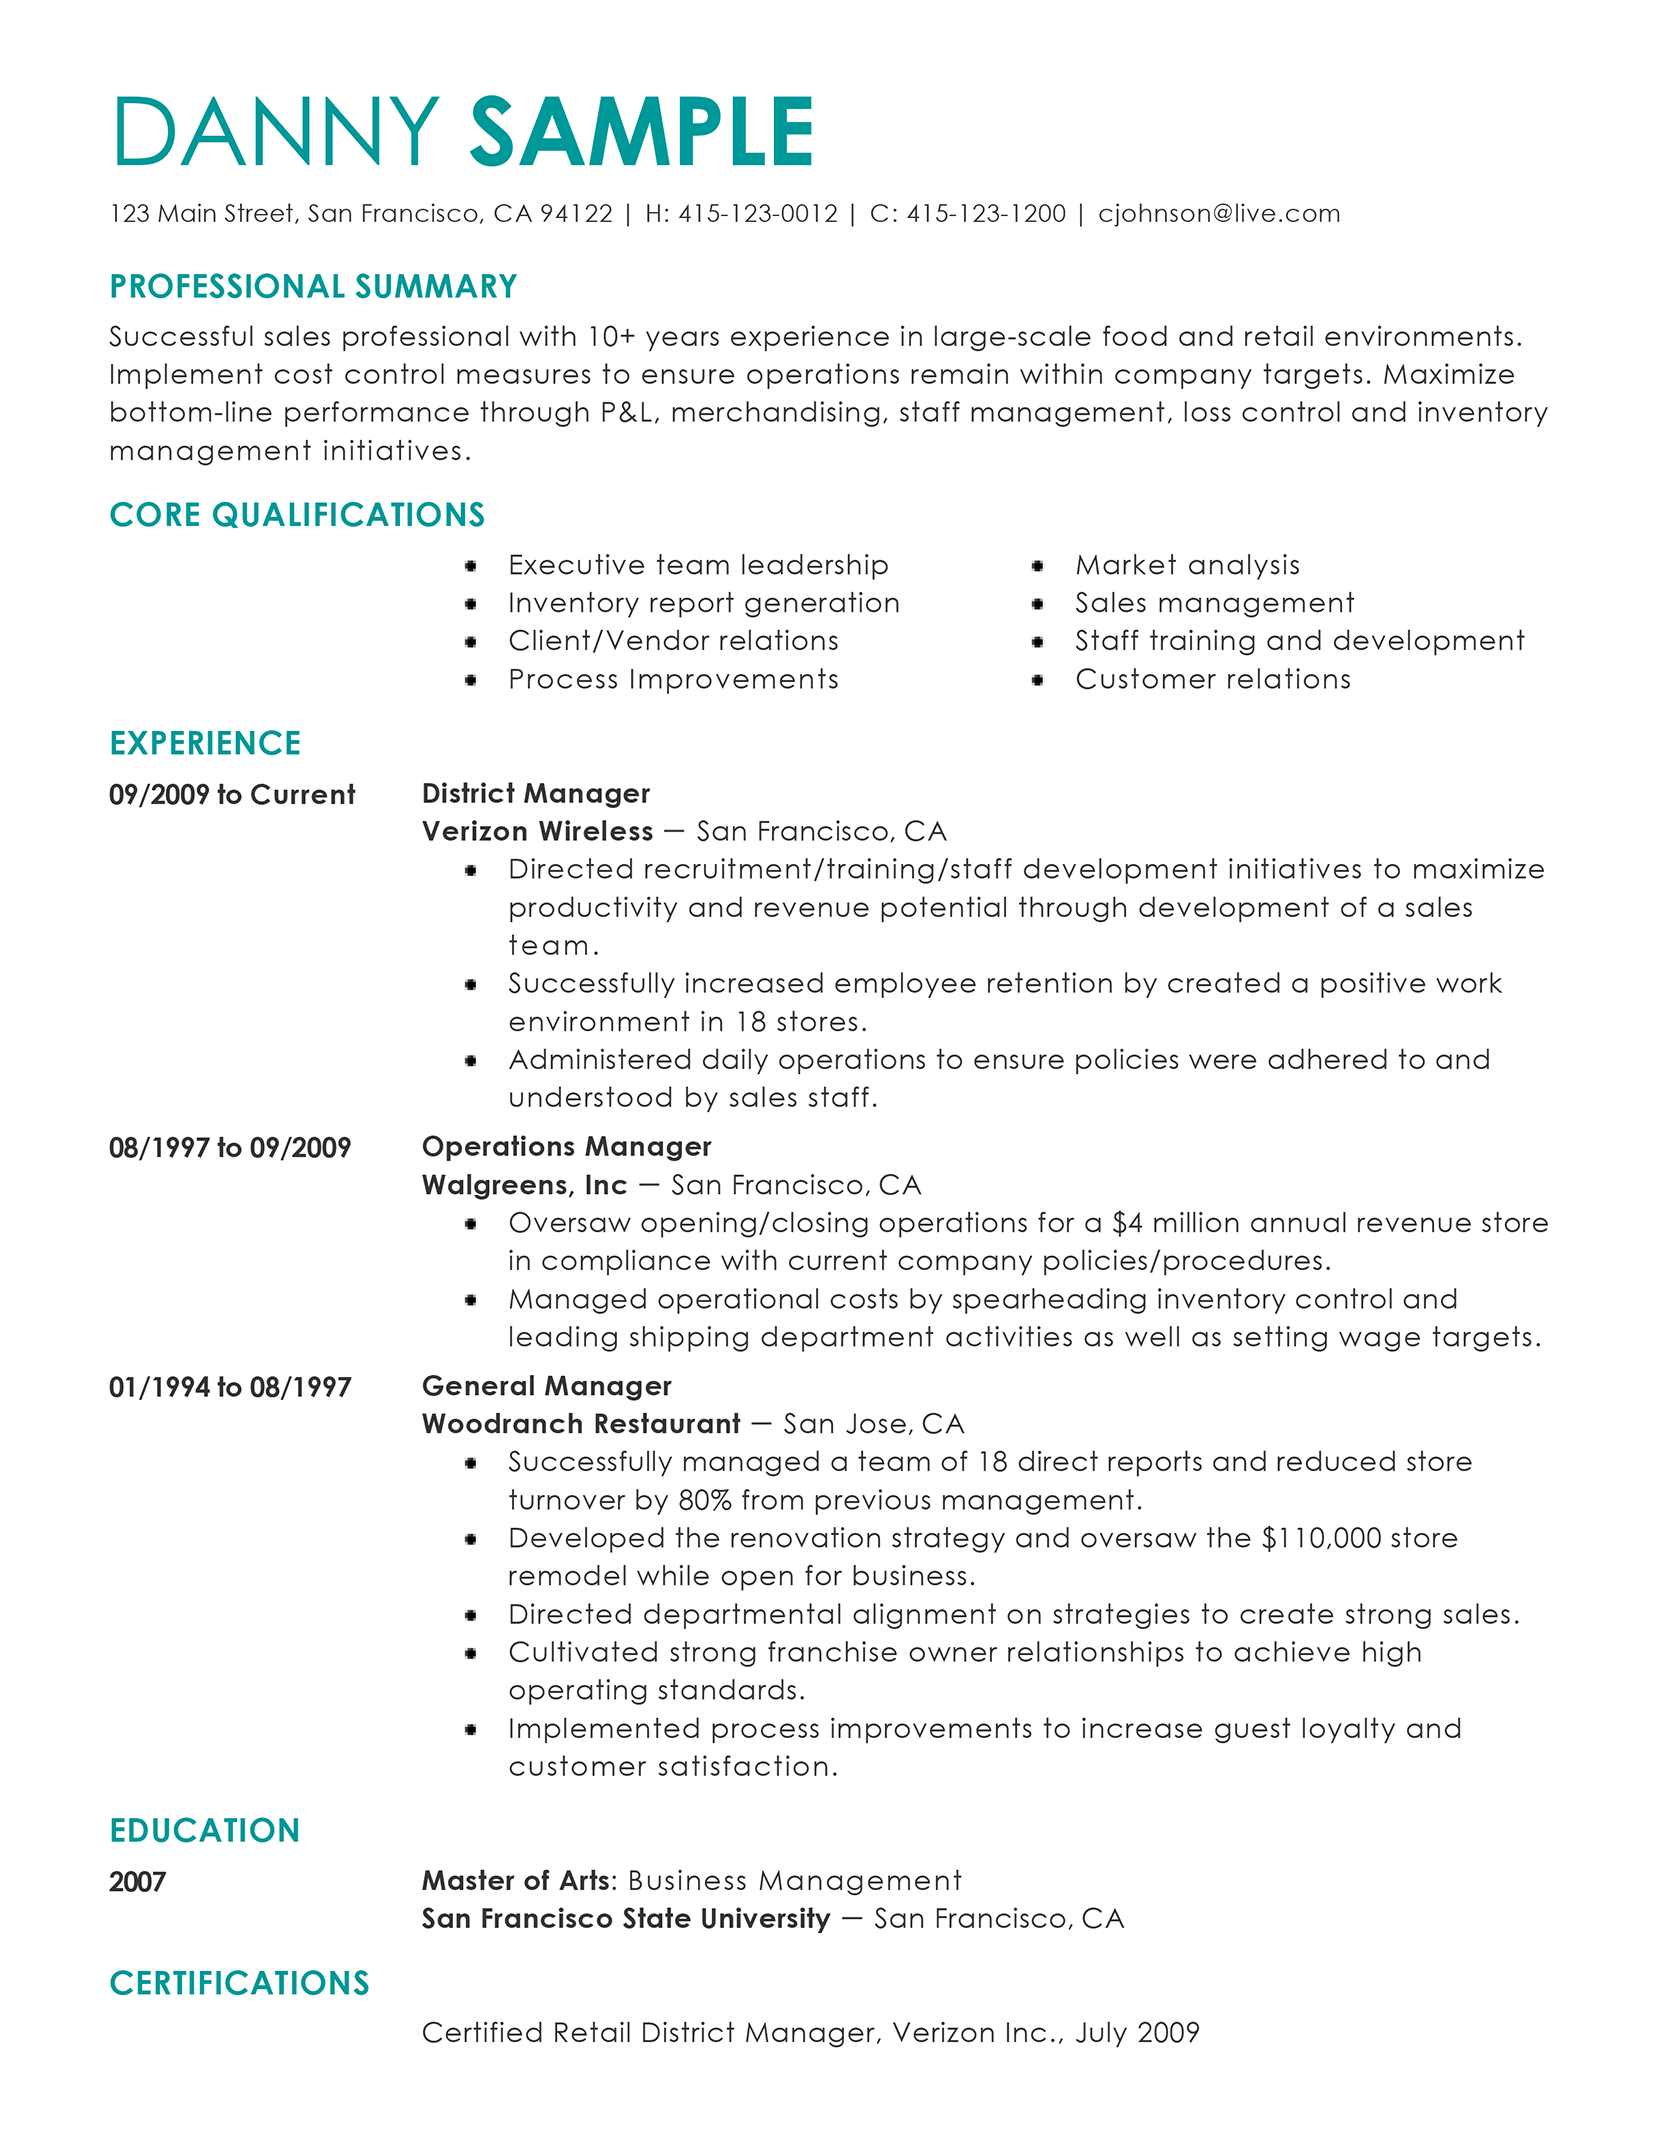 DANNY SAMPLE
123 Main Street, San Francisco, CA 94122 | H: 415-123-0012 | C: 415-123-1200 | cjohnson@live.com
PROFESSIONAL SUMMARY
Successful sales professional with 10+ years experience in large-scale food and retail environments.
Implement cost control measures to ensure operations remain within company targets. Maximize
bottom-line performance through P&L, merchandising, staff management, loss control and inventory
management initiatives.
CORE QUALIFICATIONS
• Executive team leadership
• Inventory report generation
• Client/Vendor relations
• Process Improvements
• Market analysis
• Sales management
• Staff training and development
• Customer relations
EXPERIENCE
09/2009 to Current District Manager
Verizon Wireless — San Francisco, CA
• Directed recruitment/training/staff development initiatives to maximize
productivity and revenue potential through development of a sales
team.
• Successfully increased employee retention by created a positive work
environment in 18 stores.
• Administered daily operations to ensure policies were adhered to and
understood by sales staff.
08/1997 to 09/2009 Operations Manager
Walgreens, Inc — San Francisco, CA
• Oversaw opening/closing operations for a $4 million annual revenue store
in compliance with current company policies/procedures.
• Managed operational costs by spearheading inventory control and
leading shipping department activities as well as setting wage targets.
01/1994 to 08/1997 General Manager
Woodranch Restaurant — San Jose, CA
• Successfully managed a team of 18 direct reports and reduced store
turnover by 80% from previous management.
• Developed the renovation strategy and oversaw the $110,000 store
remodel while open for business.
• Directed departmental alignment on strategies to create strong sales.
• Cultivated strong franchise owner relationships to achieve high
operating standards.
• Implemented process improvements to increase guest loyalty and
customer satisfaction.
EDUCATION
2007 Master of Arts: Business Management
San Francisco State University — San Francisco, CA
CERTIFICATIONS
Certified Retail District Manager, Verizon Inc., July 2009